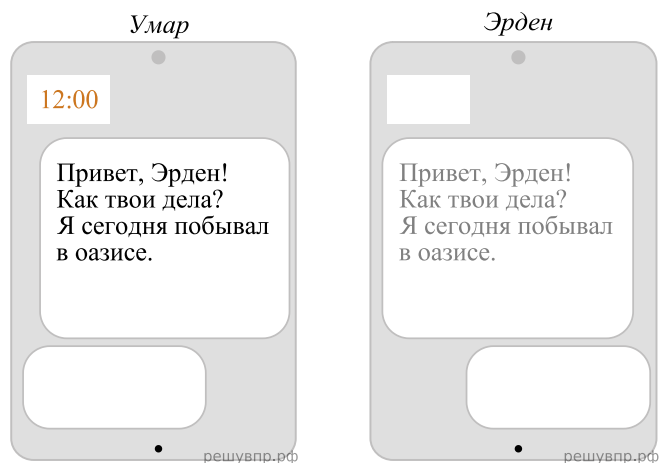 Умар
Эрден
12:00
Привет, Эрден!
Как твои дела?
Я сегодня побывал
в оазисе.
Привет, Эрден!
Как твои дела?
Я сегодня побывал
в оазисе.
решувпр.рф
решувпр.рф